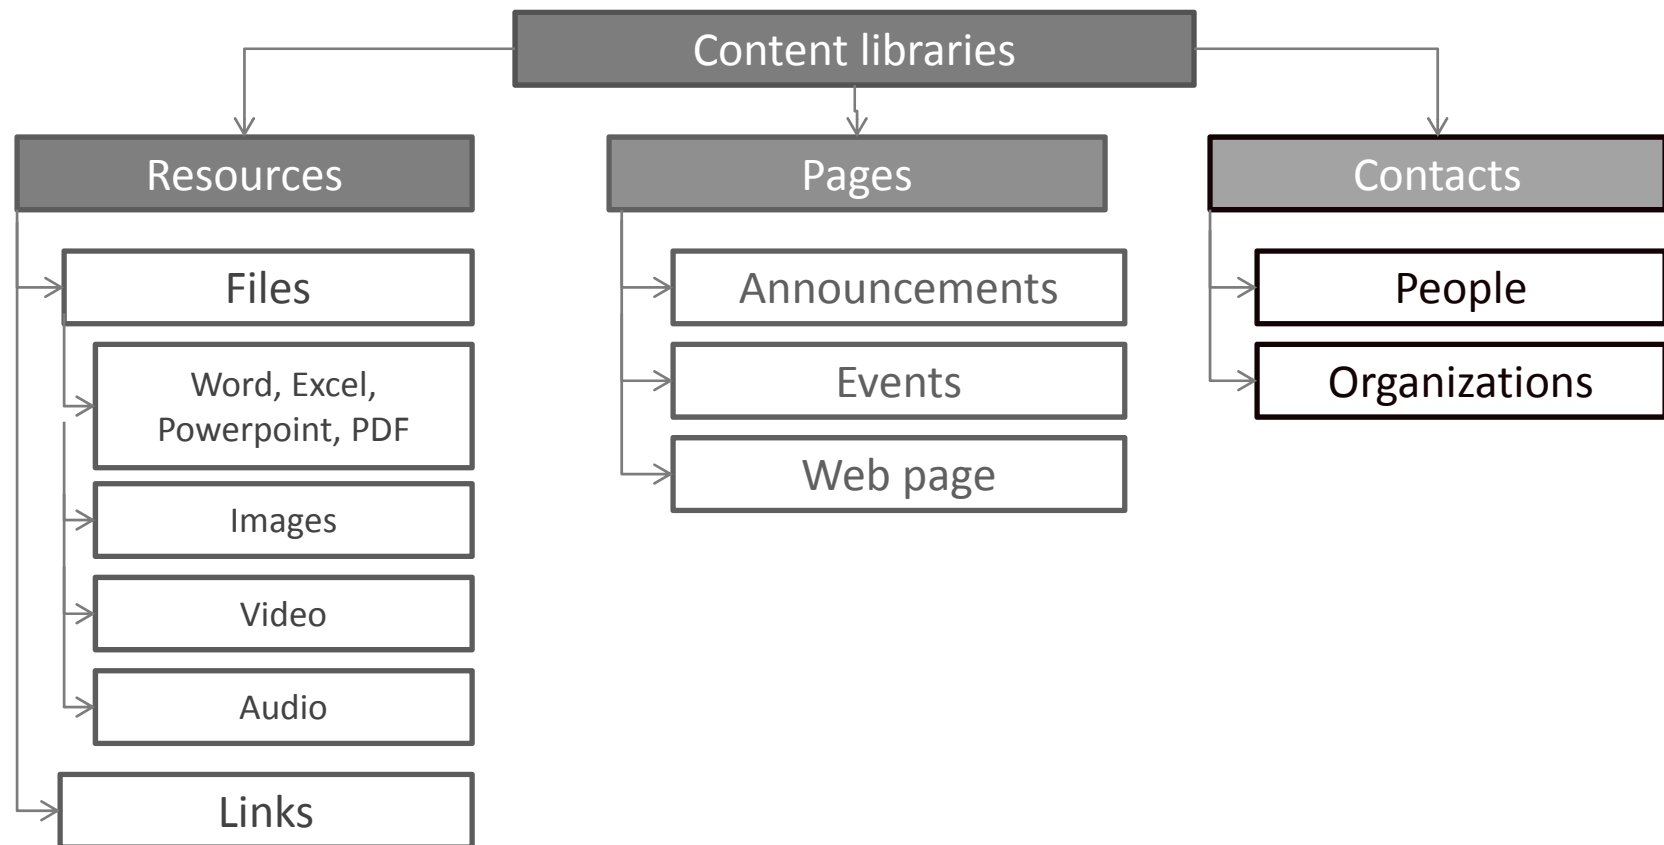 Content libraries
Resources
Files
Word, Excel,
Powerpoint, PDF
Images
Video
Audio
Links
Pages
Announcements
Events
Web page
Contacts
People
Organizations